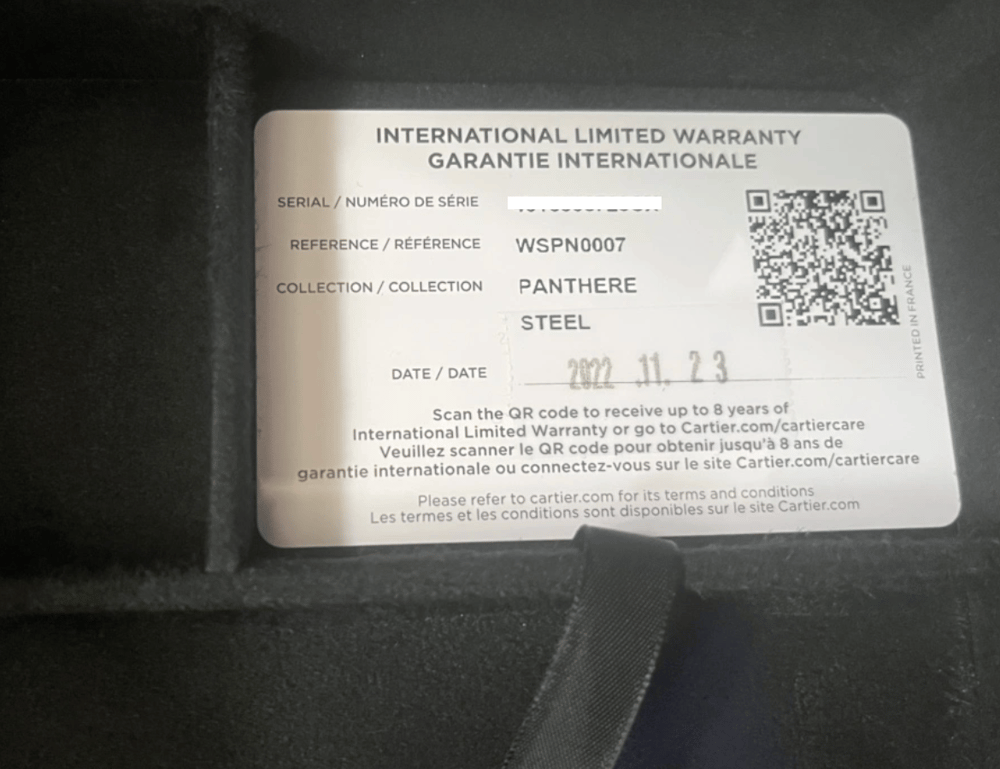 INTERNATIONAL LIMITED WARRANTY
GARANTIE INTERNATIONALE
SERIAL / NUMÉRO DE SÉRIE
REFERENCE / RÉFÉRENCE WSPN0007
COLLECTION / COLLECTION PANTHERE
STEEL
DATE / DATE 2022 .11. 23
PRINTED IN FRANCE
Scan the QR code to receive up to 8 years of
International Limited Warranty or go to Cartier.com/cartiercare
Veuillez scanner le QR code pour obtenir jusqu'à 8 ans de
garantie internationale ou connectez-vous sur le site Cartier.com/cartiercare
Please refer to cartier.com for its terms and conditions
Les termes et les conditions sont disponibles sur le site Cartier.com